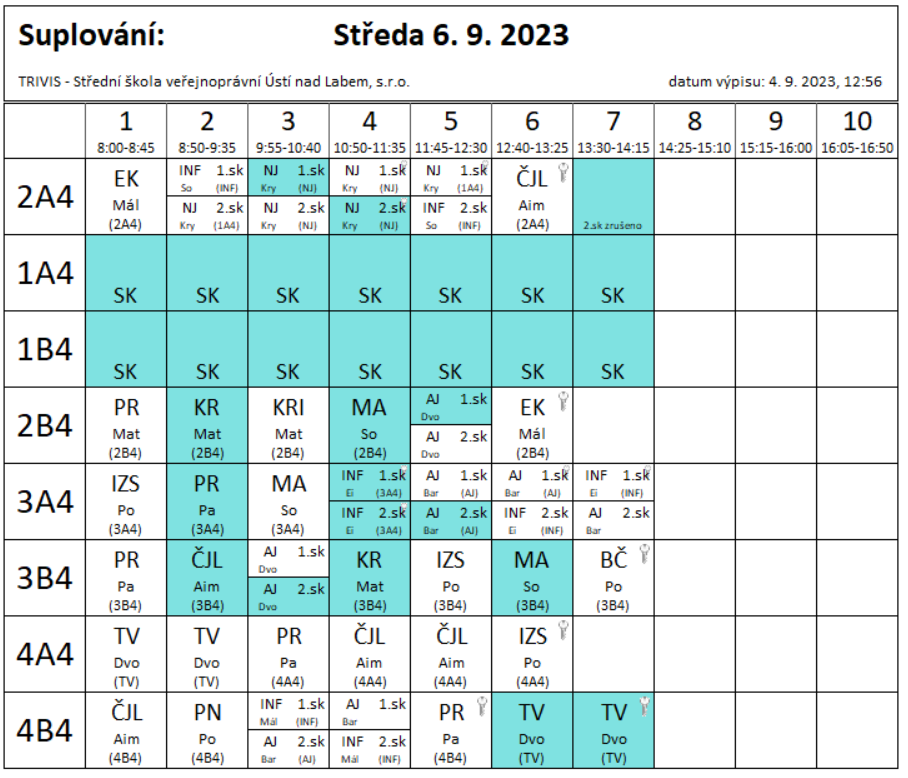 Suplování: Středa 6. 9. 2023
TRIVIS - Střední škola veřejnoprávní Ústí nad Labem, s.r.o. datum výpisu: 4. 9. 2023, 12:56
1 2 3 4 5 6 7 8 9 10
8:00-8:45 8:50-9:35 9:55-10:40 10:50-11:35 11:45-12:30 12:40-13:25 13:30-14:15 14:25-15:10 15:15-16:00 16:05-16:50
2A4
EK
Mál
(2A4)
INF 1.sk
So (INF)
NJ 2.sk
Kry (1A4)
NJ 1.sk
Kry (NJ)
NJ 2.sk
Kry (NJ)
NJ 1.sk
Kry (NJ)
NJ 2.sk
Kry (NJ)
NJ 1.sk
Kry (1A4)
INF 2.sk
So (INF)
ČJL
Aim
(2A4)
2.sk zrušeno
1A4
SK SK SK SK SK SK SK
1B4
SK SK SK SK SK SK SK
2B4
PR
Mat
(2B4)
KR
Mat
(2B4)
KRI
Mat
(2B4)
MA
So
(2B4)
AJ 1.sk
Dvo
AJ 2.sk
Dvo
EK
Mál
(2B4)
3A4
IZS
Po
(3A4)
PR
Pa
(3A4)
MA
So
(3A4)
INF 1.sk
Ei (3A4)
INF 2.sk
Ei (3A4)
AJ 1.sk
Bar (AJ)
AJ 2.sk
Bar (AJ)
AJ 1.sk
Bar (AJ)
INF 2.sk
Ei (INF)
INF 1.sk
Ei (INF)
AJ 2.sk
Bar
3B4
PR
Pa
(3B4)
ČJL
Aim
(3B4)
AJ 1.sk
Dvo
AJ 2.sk
Dvo
KR
Mat
(3B4)
IZS
Po
(3B4)
MA
So
(3B4)
BČ
Po
(3B4)
4A4
TV
Dvo
(TV)
TV
Dvo
(TV)
PR
Pa
(4A4)
ČJL
Aim
(4A4)
ČJL
Aim
(4A4)
IZS
Po
(4A4)
4B4
ČJL
Aim
(4B4)
PN
Po
(4B4)
INF 1.sk
Mál (INF)
AJ 2.sk
Bar (AJ)
AJ 1.sk
Bar
INF 2.sk
Mál (INF)
PR
Pa
(4B4)
TV
Dvo
(TV)
TV
Dvo
(TV)